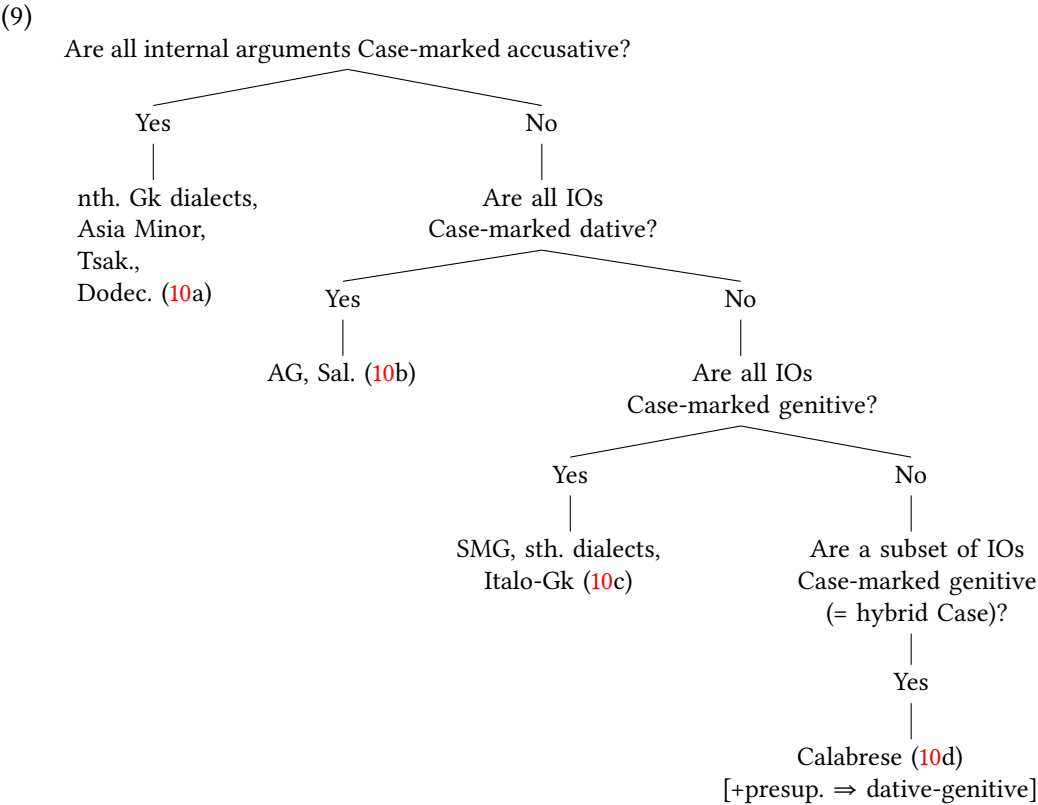 (9)
Are all internal arguments Case-marked accusative?
Yes
No
nth. Gk dialects,
Asia Minor,
Tsak.,
Dodec. (10a)
Are all IOs
Case-marked dative?
Yes
No
AG, Sal. (10b)
Are all IOs
Case-marked genitive?
Yes
No
SMG, sth. dialects,
Italo-Gk (10c)
Are a subset of IOs
Case-marked genitive
(= hybrid Case)?
Yes
Calabrese (10d)
[+presup. ⇒ dative-genitive]